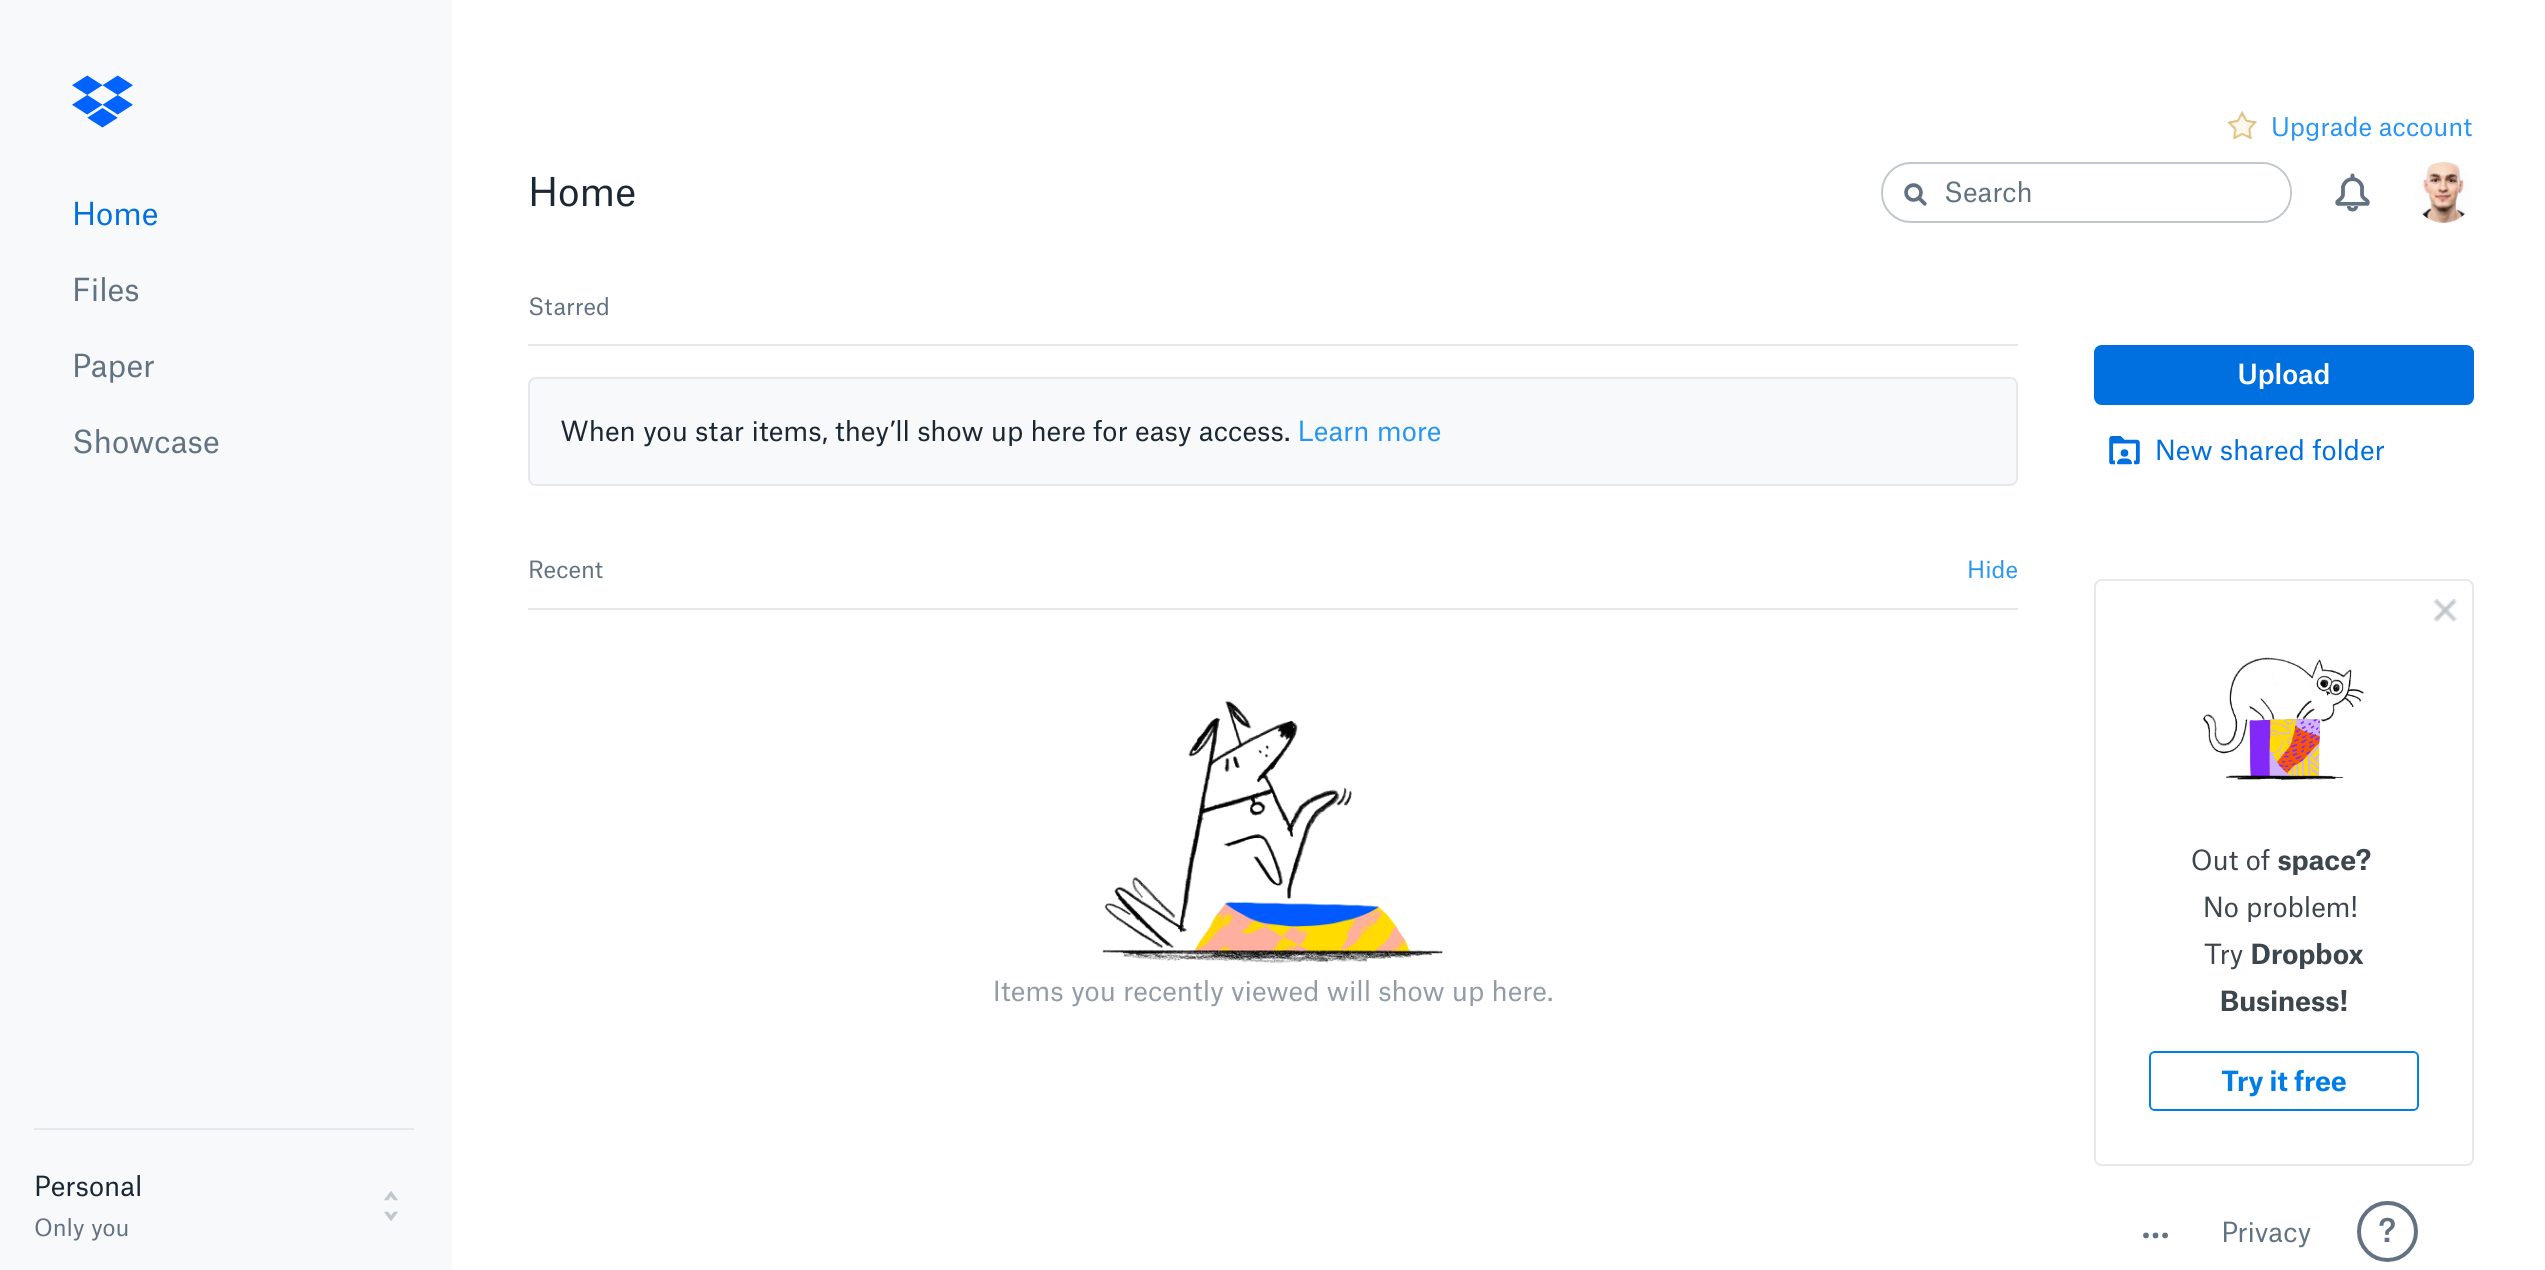 Home
Files
Paper
Showcase
Personal
Only you
Upgrade account
Home
Search
Starred
When you star items, they’ll show up here for easy access. Learn more
Upload
New shared folder
Recent
Hide
Items you recently viewed will show up here.
Out of space?
No problem!
Try Dropbox
Business!
Try it free
... Privacy ?